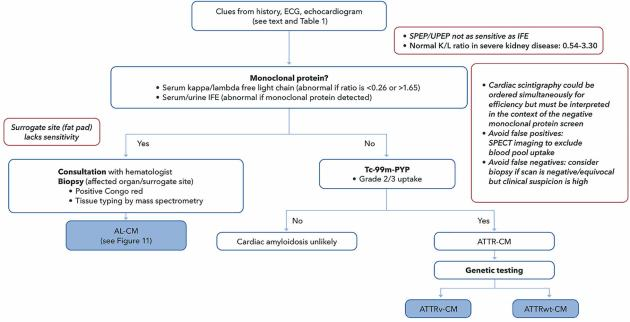 Clues from history, ECG, echocardiogram
(see text and Table 1)
• SPEP/UPEP not as sensitive as IFE
• Normal K/L ratio in severe kidney disease: 0.54-3.30
Monoclonal protein?
• Serum kappa/lambda free light chain (abnormal if ratio is <0.26 or >1.65)
• Serum/urine IFE (abnormal if monoclonal protein detected)
• Cardiac scintigraphy could be
ordered simultaneously for
efficiency but must be interpreted
in the context of the negative
monoclonal protein screen
• Avoid false positives:
SPECT imaging to exclude
blood pool uptake
• Avoid false negatives: consider
biopsy if scan is negative/equivocal
but clinical suspicion is high
Surrogate site (fat pad)
lacks sensitivity
Yes
No
Consultation with hematologist
Biopsy (affected organ/surrogate site)
• Positive Congo red
• Tissue typing by mass spectrometry
Tc-99m-PYP
• Grade 2/3 uptake
No
Yes
AL-CM
(see Figure 11)
Cardiac amyloidosis unlikely
ATTR-CM
Genetic testing
ATTRv-CM
ATTRwt-CM